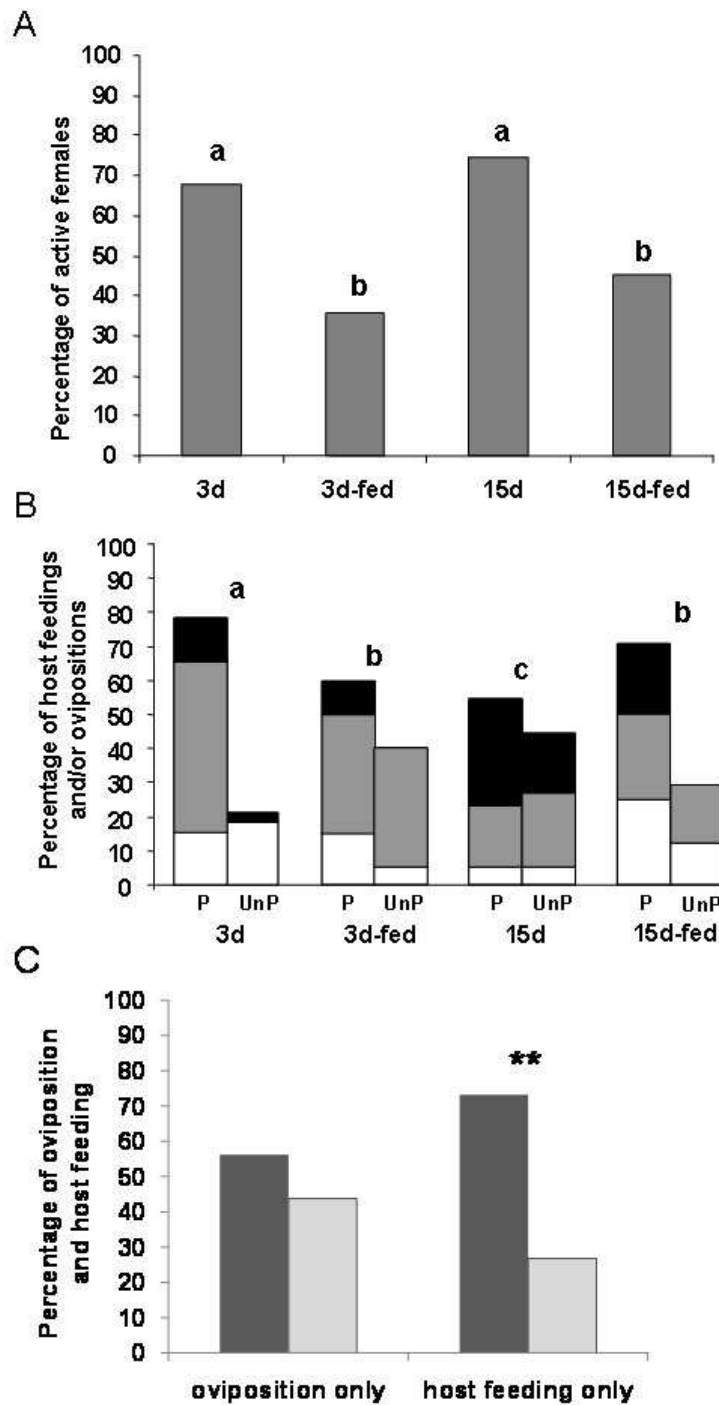 A
Percentage of active females
100
90
80
70
60
50
40
30
20
10
0
a
b
a
b
3d 3d-fed 15d 15d-fed
B
Percentage of host feedings
and/or ovipositions
100
90
80
70
60
50
40
30
20
10
0
a
b
c
b
P UnP P UnP P UnP P UnP
3d 3d-fed 15d 15d-fed
C
Percentage of oviposition
and host feeding
100
90
80
70
60
50
40
30
20
10
0
**
oviposition only host feeding only